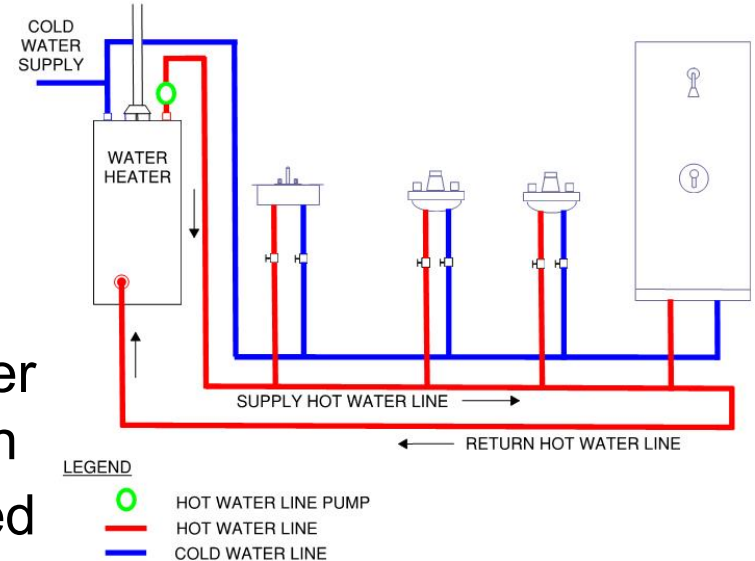 COLD
WATER
SUPPLY
WATER
HEATER
er
n
ed
SUPPLY HOT WATER LINE
RETURN HOT WATER LINE
LEGEND
HOT WATER LINE PUMP
HOT WATER LINE
COLD WATER LINE